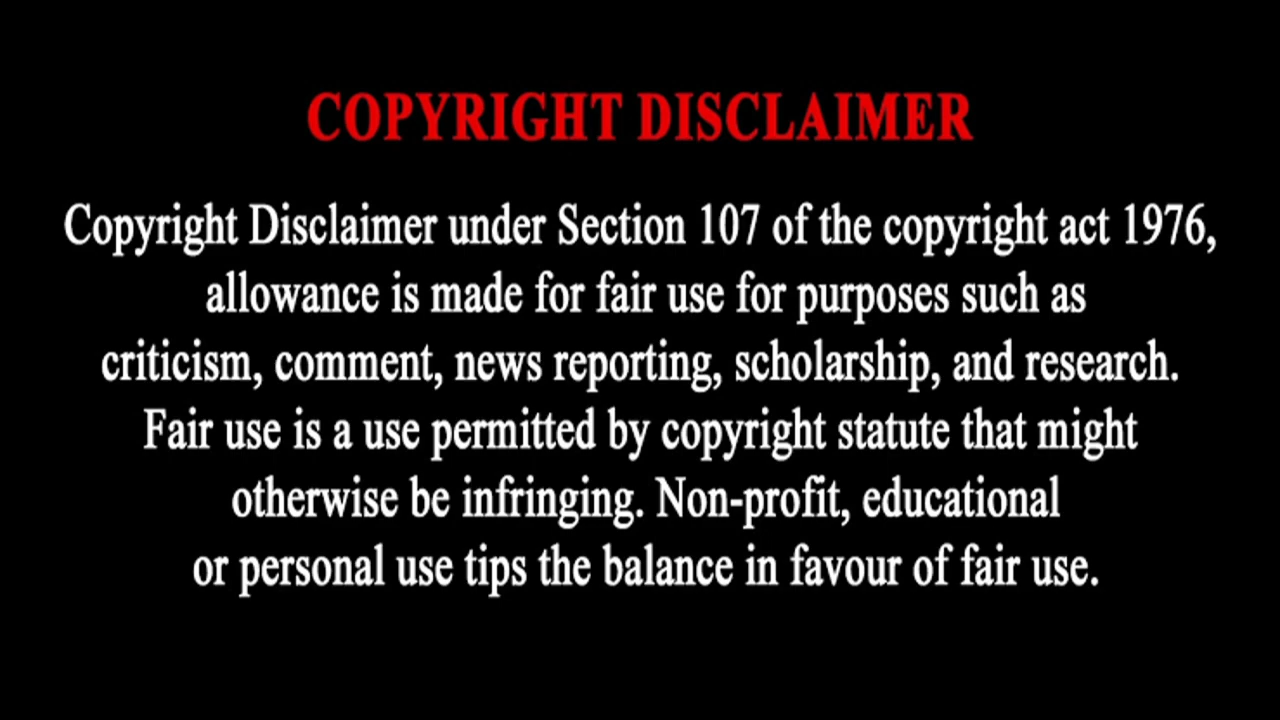 COPYRIGHT DISCLAIMER
Copyright Disclaimer under Section 107 of the copyright act 1976,
allowance is made for fair use for purposes such as
criticism, comment, news reporting, scholarship, and research.
Fair use is a use permitted by copyright statute that might
otherwise be infringing. Non-profit, educational
or personal use tips the balance in favour of fair use.